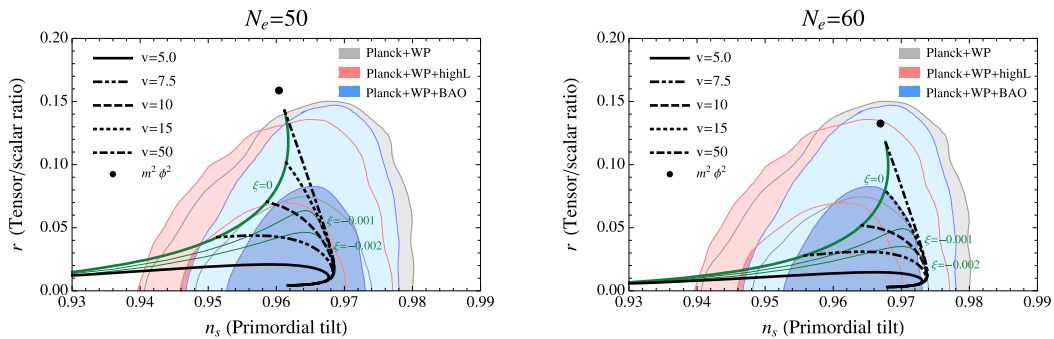 N_e=50
r (Tensor/scalar ratio)
0.20
0.15
0.10
0.05
0.00
v=5.0
v=7.5
v=10
v=15
v=50
m² ϕ²
Planck+WP
Planck+WP+highL
Planck+WP+BAO
ξ=0
ξ=-0.001
ξ=-0.002
0.93 0.94 0.95 0.96 0.97 0.98 0.99
n_s (Primordial tilt)
N_e=60
r (Tensor/scalar ratio)
0.20
0.15
0.10
0.05
0.00
v=5.0
v=7.5
v=10
v=15
v=50
m² ϕ²
Planck+WP
Planck+WP+highL
Planck+WP+BAO
ξ=0
ξ=-0.001
ξ=-0.002
0.93 0.94 0.95 0.96 0.97 0.98 0.99
n_s (Primordial tilt)